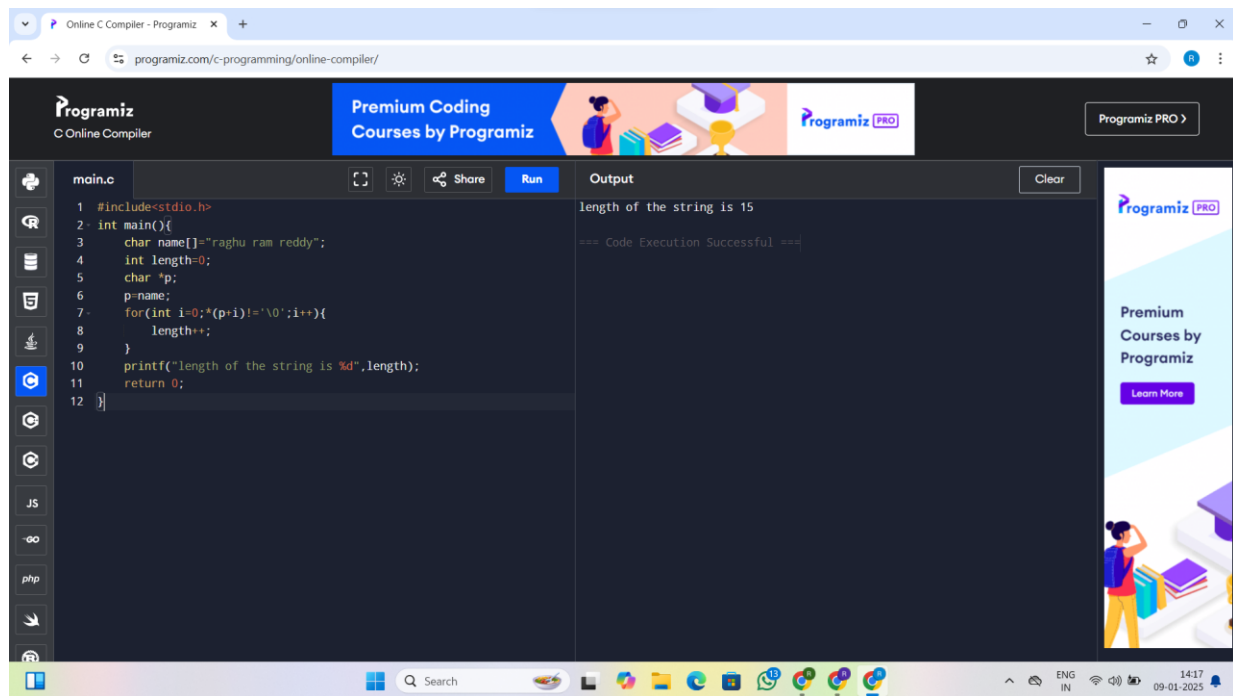 Online C Compiler - Programiz
programiz.com/c-programming/online-compiler/
R
Programiz
C Online Compiler
Premium Coding
Courses by Programiz
Programiz PRO
Programiz PRO >
main.c
Share
Run
Output
Clear
1 #include<stdio.h>
2 int main(){
3 char name[]="raghu ram reddy";
4 int length=0;
5 char *p;
6 p=name;
7 for(int i=0;*(p+i)!='\0';i++){
8 length++;
9 }
10 printf("length of the string is %d",length);
11 return 0;
12 }
length of the string is 15
=== Code Execution Successful ===
Programiz PRO
Premium
Courses by
Programiz
Learn More
JS
GO
php
Search
13
ENG
IN
14:17
09-01-2025